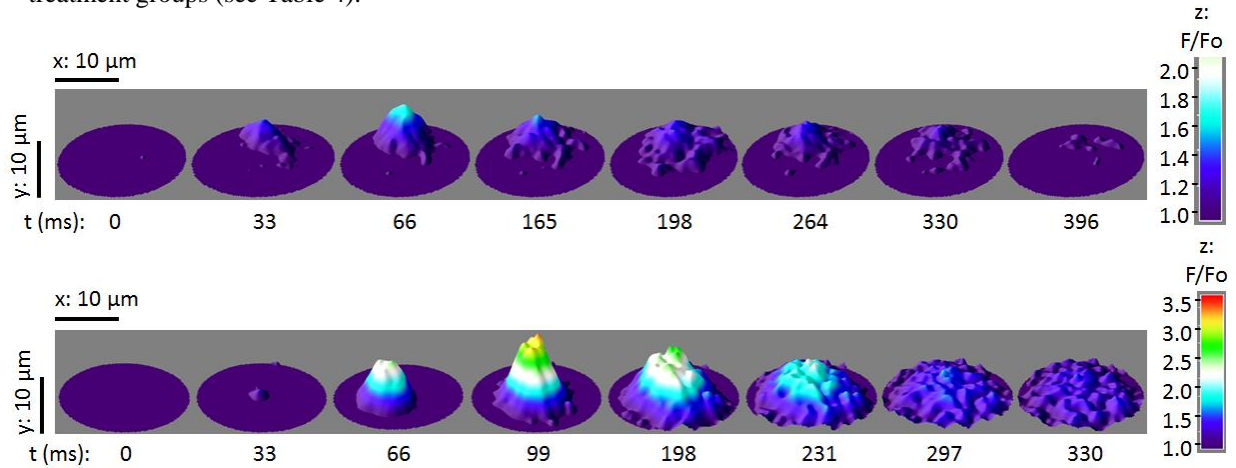 treatment groups (see Table 4).
z:
F/Fo
x: 10 µm
y: 10 µm
2.0
1.8
1.6
1.4
1.2
1.0
t (ms): 0 33 66 165 198 264 330 396
z:
F/Fo
x: 10 µm
y: 10 µm
3.5
3.0
2.5
2.0
1.5
1.0
t (ms): 0 33 66 99 198 231 297 330